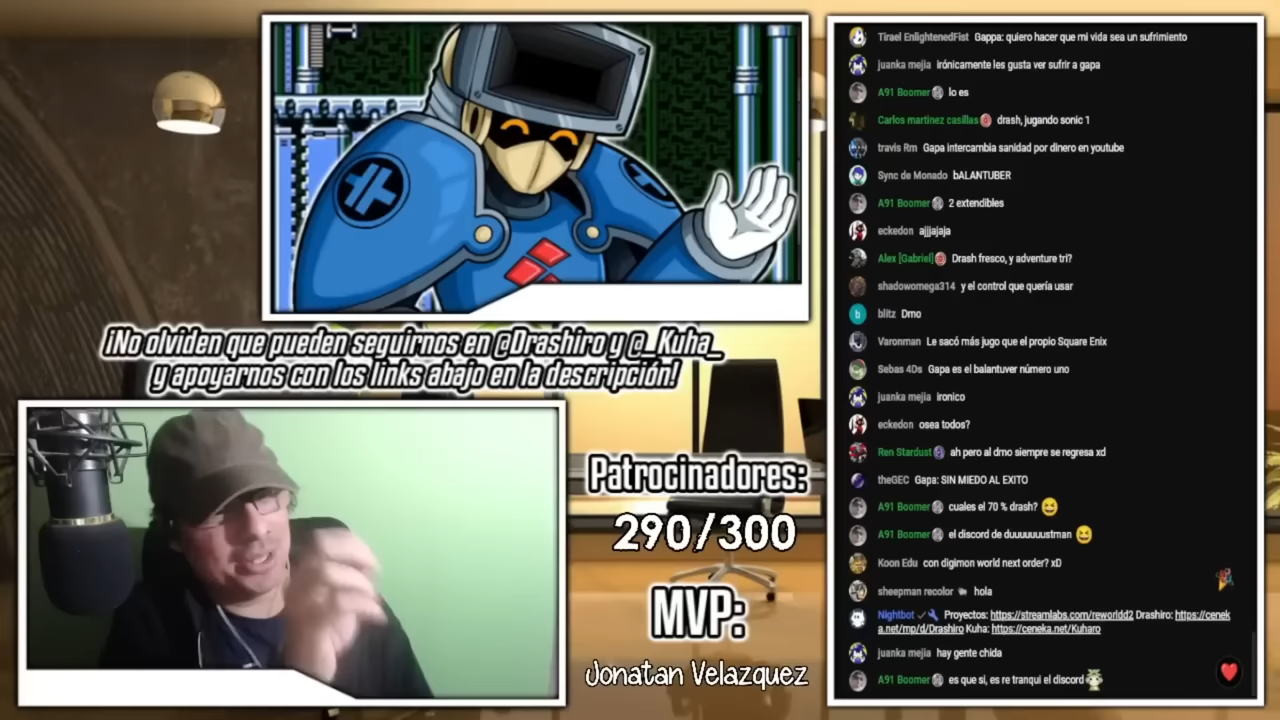 ¡No olviden que pueden seguirnos en @Drashiro y @_Kuha_
y apoyarnos con los links abajo en la descripción!
Patrocinadores:
290/300
MVP:
Jonatan Velazquez
Tirael EnlightenedFist Gappa: quiero hacer que mi vida sea un sufrimiento
juanka mejia irónicamente les gusta ver sufrir a gapa
A91 Boomer lo es
Carlos martinez casillas drash, jugando sonic 1
travis Rm Gapa intercambia sanidad por dinero en youtube
Sync de Monado bALANTUBER
A91 Boomer 2 extendibles
eckedon ajjajaja
Alex [Gabriel] Drash fresco, y adventure tri?
shadowomega314 y el control que quería usar
b blitz Dmo
Varonman Le sacó más jugo que el propio Square Enix
Sebas 4Ds Gapa es el balantuver número uno
juanka mejia ironico
eckedon osea todos?
Ren Stardust ah pero al dmo siempre se regresa xd
theGEC Gapa: SIN MIEDO AL EXITO
A91 Boomer cuales el 70 % drash? 😆
A91 Boomer el discord de duuuuuuustman 😆
Koon Edu con digimon world next order? xD
sheepman recolor hola
Nightbot Proyectos: https://streamlabs.com/reworldd2 Drashiro: https://cenek
a.net/mp/d/Drashiro Kuha: https://ceneka.net/Kuharo
juanka mejia hay gente chida
A91 Boomer es que si, es re tranqui el discord